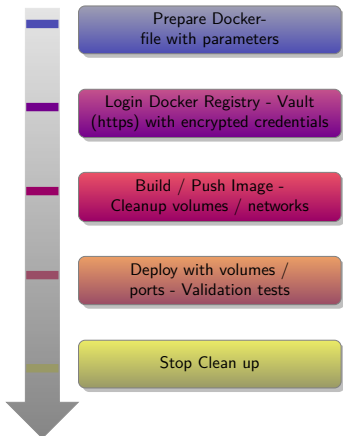 Prepare Docker-
file with parameters
Login Docker Registry - Vault
(https) with encrypted credentials
Build / Push Image -
Cleanup volumes / networks
Deploy with volumes /
ports - Validation tests
Stop Clean up